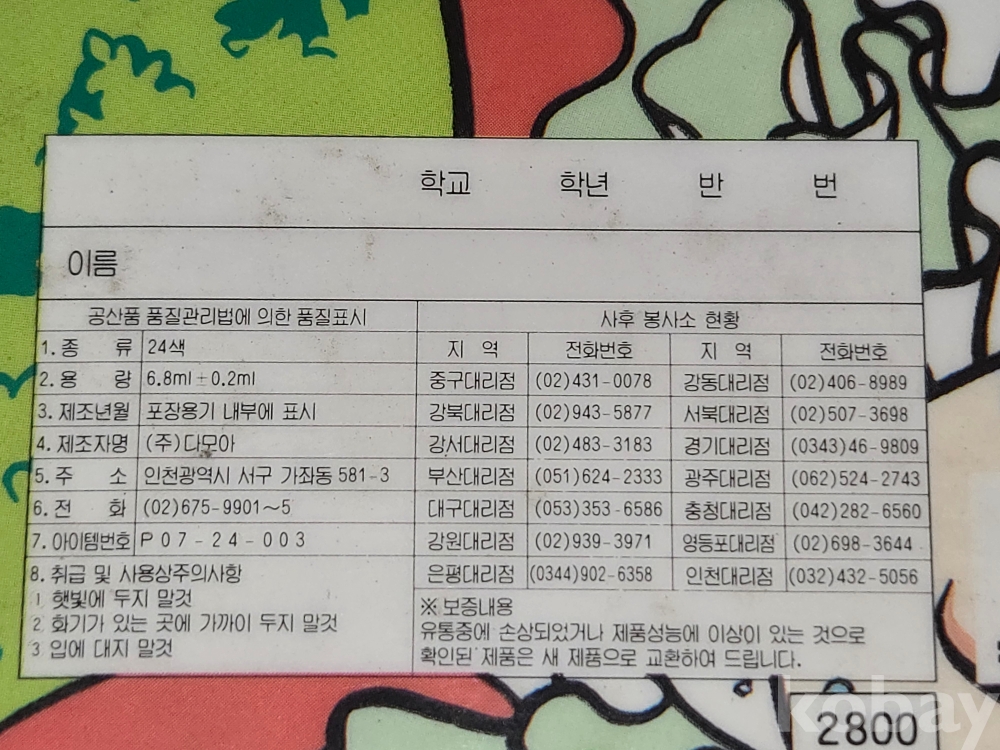 학교 학년 반 번
이름
공산품 품질관리법에 의한 품질표시
1. 종 류 24색
2. 용 량 6.8ml±0.2ml
3. 제조년월 포장용기 내부에 표시
4. 제조자명 (주)다모아
5. 주 소 인천광역시 서구 가좌동 581-3
6. 전 화 (02)675-9901~5
7. 아이템번호 P07-24-003
8. 취급 및 사용상주의사항
1 햇빛에 두지 말것
2 화기가 있는 곳에 가까이 두지 말것
3 입에 대지 말것
사후 봉사소 현황
지 역 전화번호 지 역 전화번호
중구대리점 (02)431-0078 강동대리점 (02)406-8989
강북대리점 (02)943-5877 서북대리점 (02)507-3698
강서대리점 (02)483-3183 경기대리점 (0343)46-9809
부산대리점 (051)624-2333 광주대리점 (062)524-2743
대구대리점 (053)353-6586 충청대리점 (042)282-6560
강원대리점 (02)939-3971 영등포대리점 (02)698-3644
은평대리점 (0344)902-6358 인천대리점 (032)432-5056
※ 보증내용
유통중에 손상되었거나 제품성능에 이상이 있는 것으로
확인된 제품은 새 제품으로 교환하여 드립니다.
kobay
2800